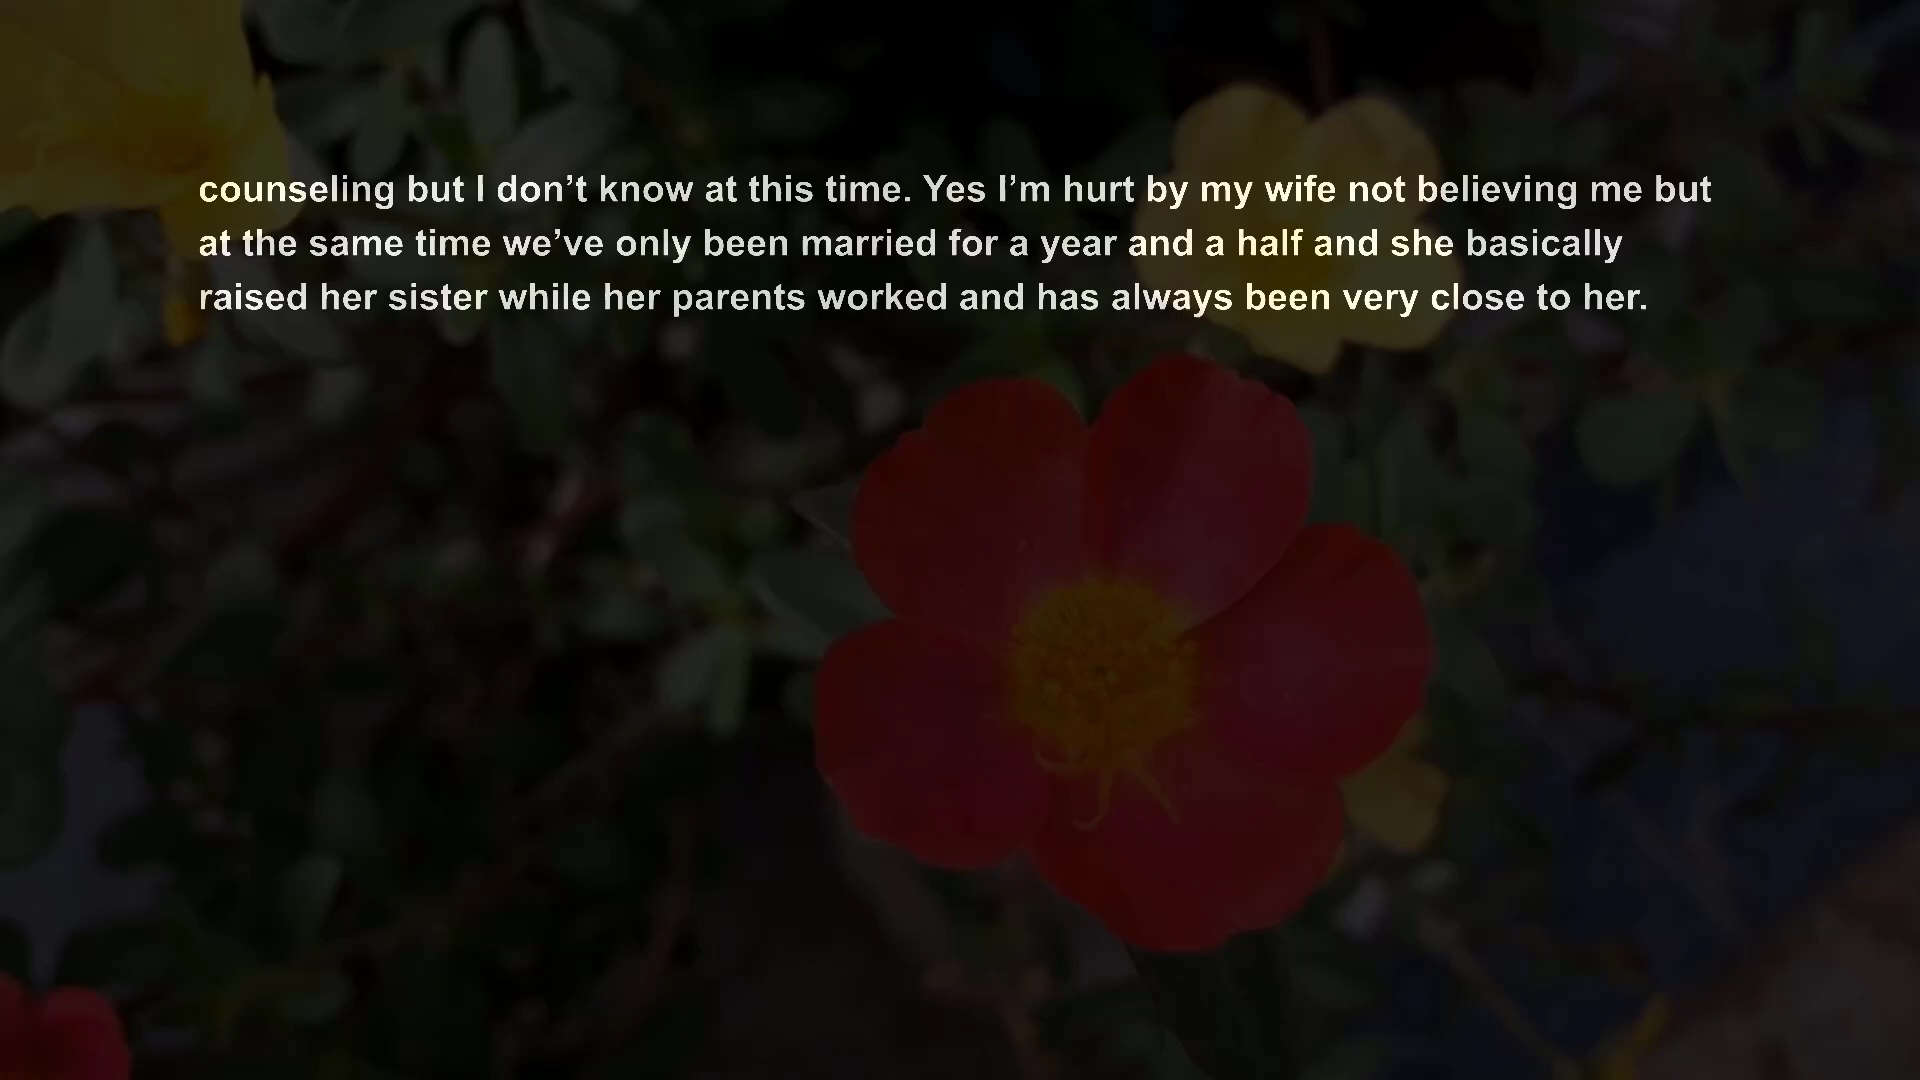 counseling but I don’t know at this time. Yes I’m hurt by my wife not believing me but
at the same time we’ve only been married for a year and a half and she basically
raised her sister while her parents worked and has always been very close to her.